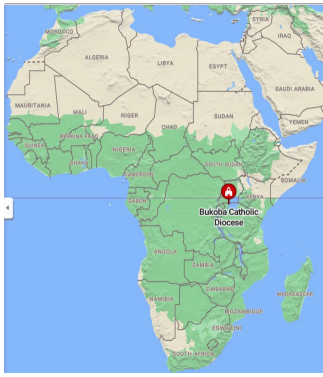 SYRIA
MOROCCO
IRAQ
ALGERIA
LIBYA
EGYPT
SAUDI ARABIA
MAURITANIA
MALI
NIGER
SUDAN
CHAD
YEMEN
BURKINA FASO
GUINEA
NIGERIA
GHANA
SOUTH SUDAN
CAMEROON
SOMALIA
GABON
KENYA
Bukoba Catholic
Diocese
ANGOLA
ZAMBIA
ZIMBABWE
MADAGASCAR
NAMIBIA
MOZAMBIQUE
ESWATINI
SOUTH AFRICA